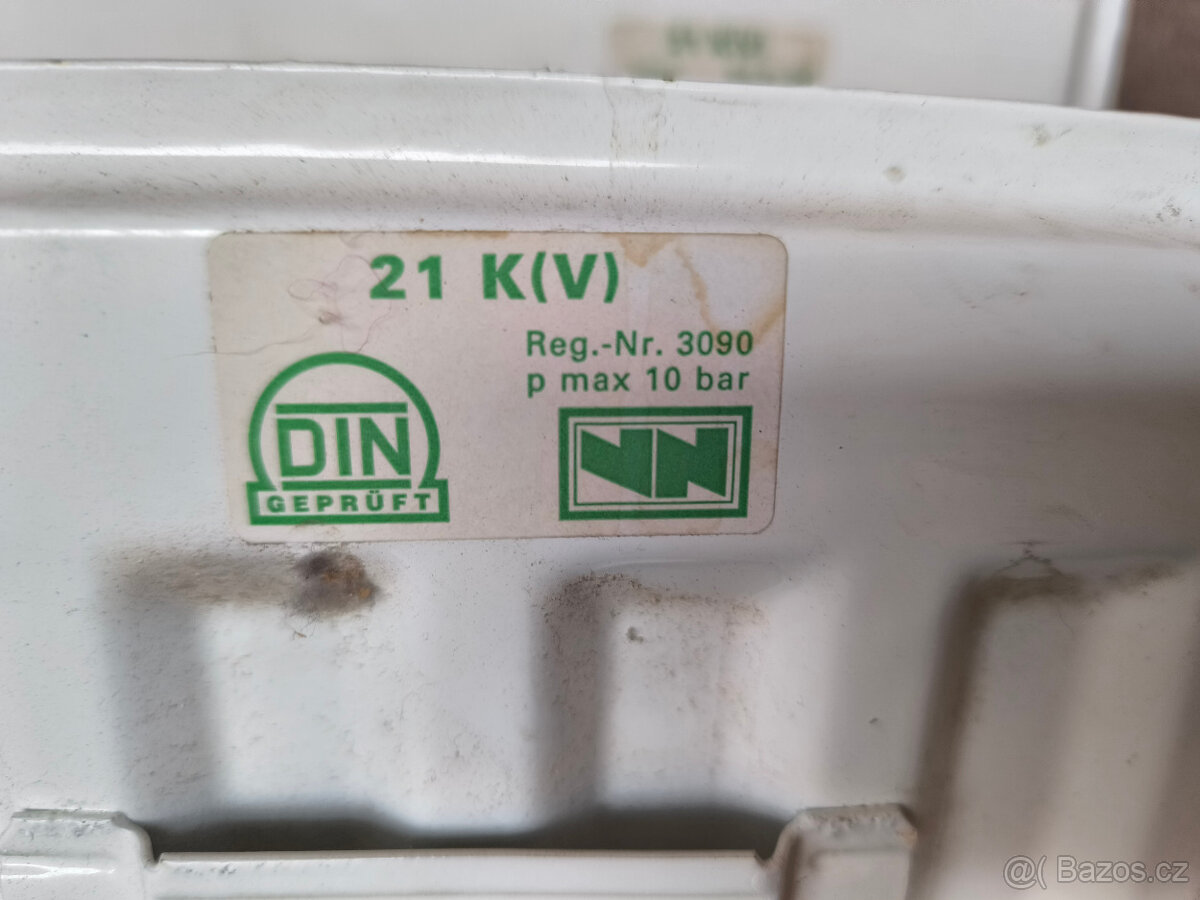 21 K(V)
Reg.-Nr. 3090
p max 10 bar
DIN
GEPRÜFT
@( Bazos.cz